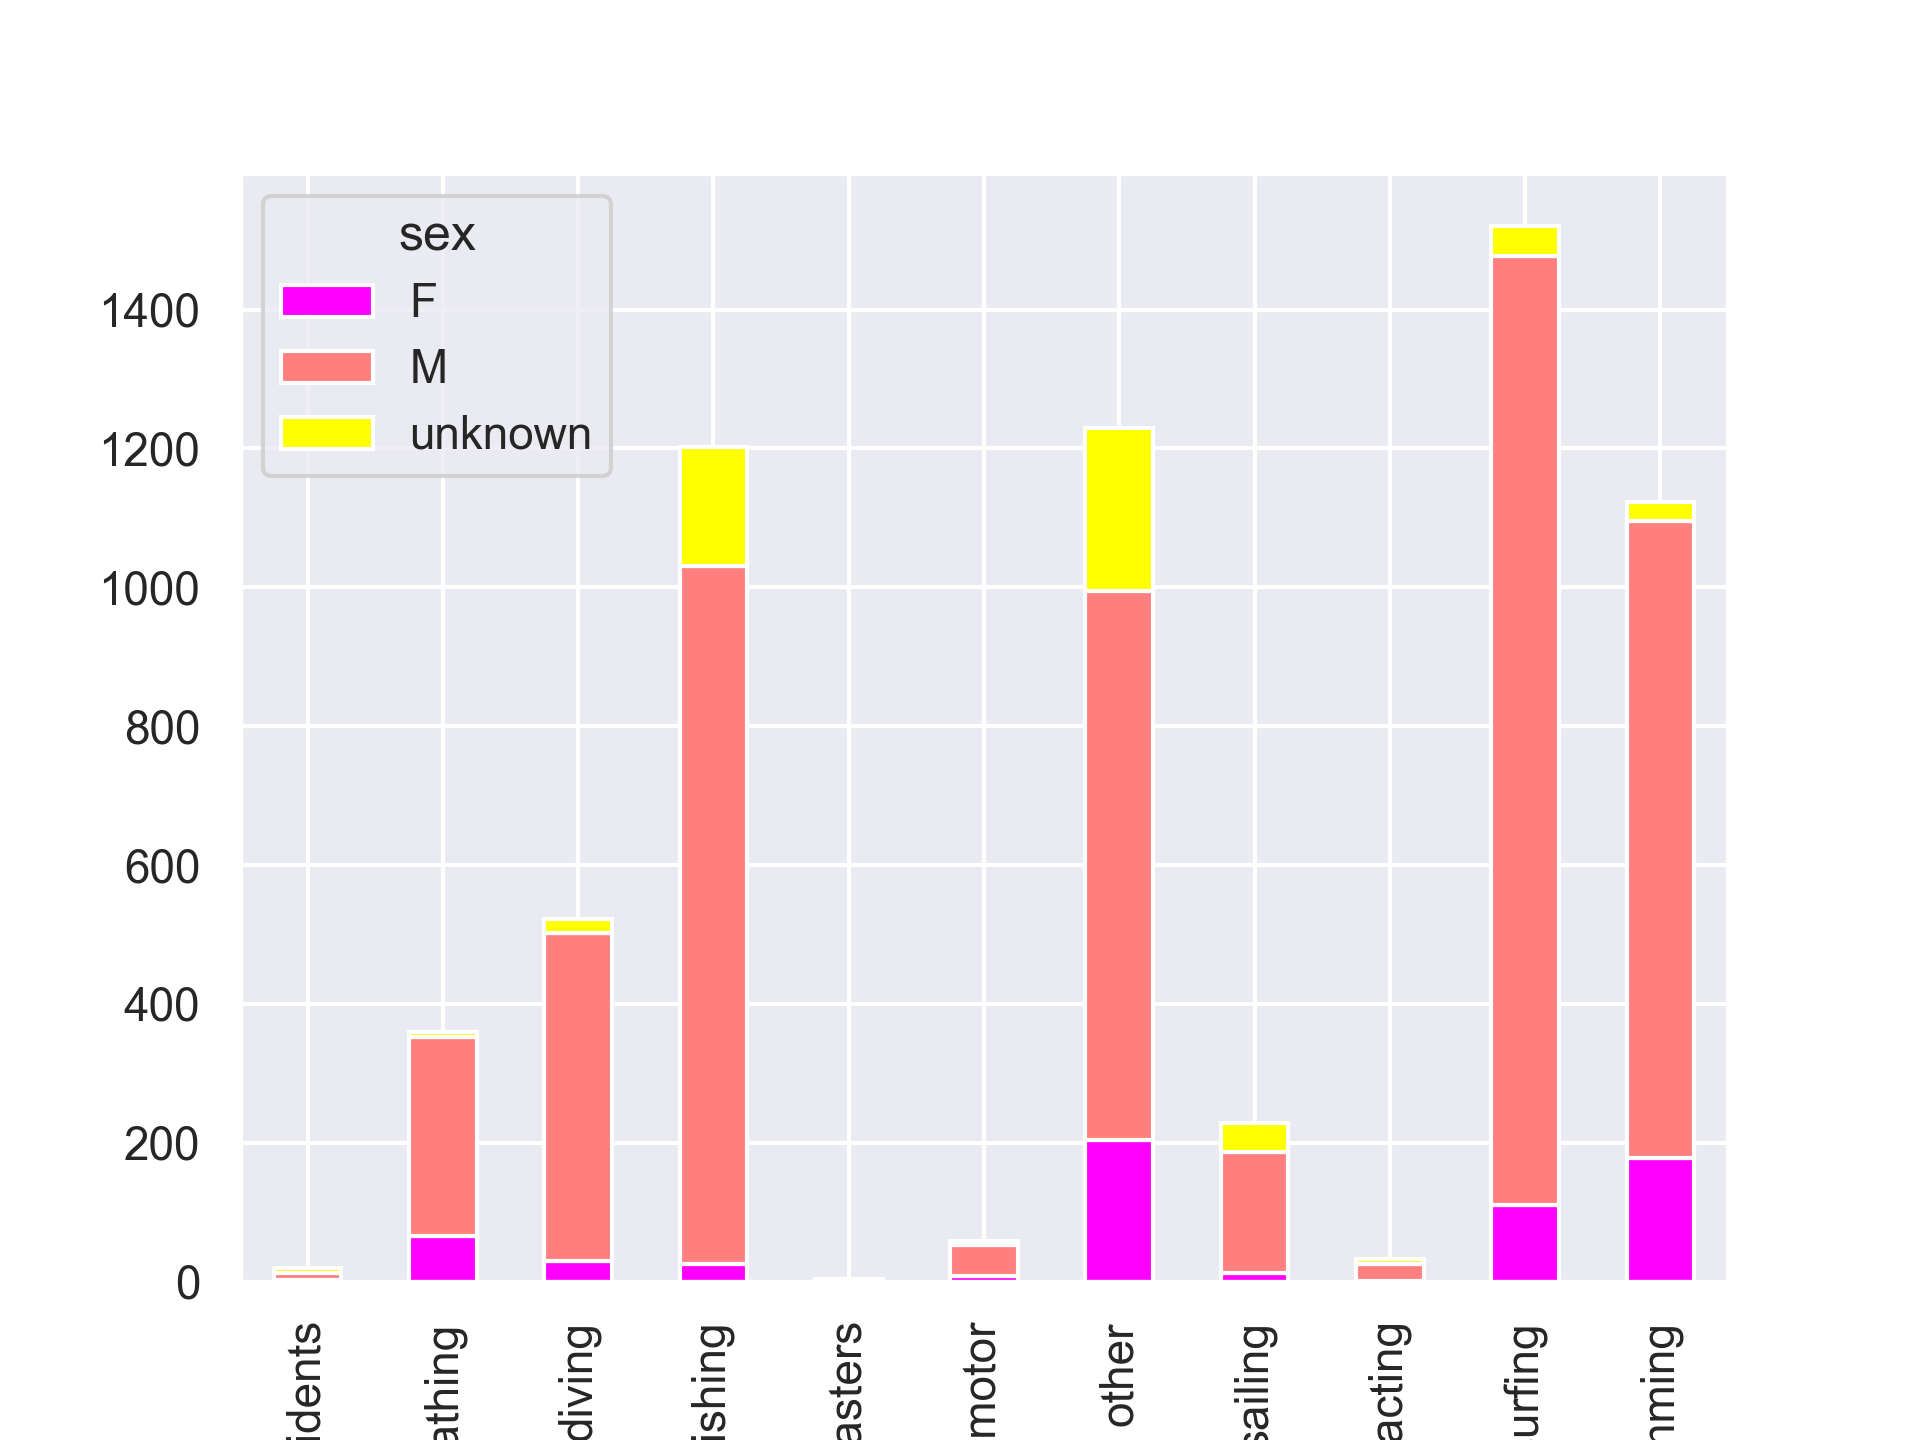 sex
F
M
unknown
1400
1200
1000
800
600
400
200
0
idents
athing
diving
ishing
asters
motor
other
sailing
acting
urfing
nming